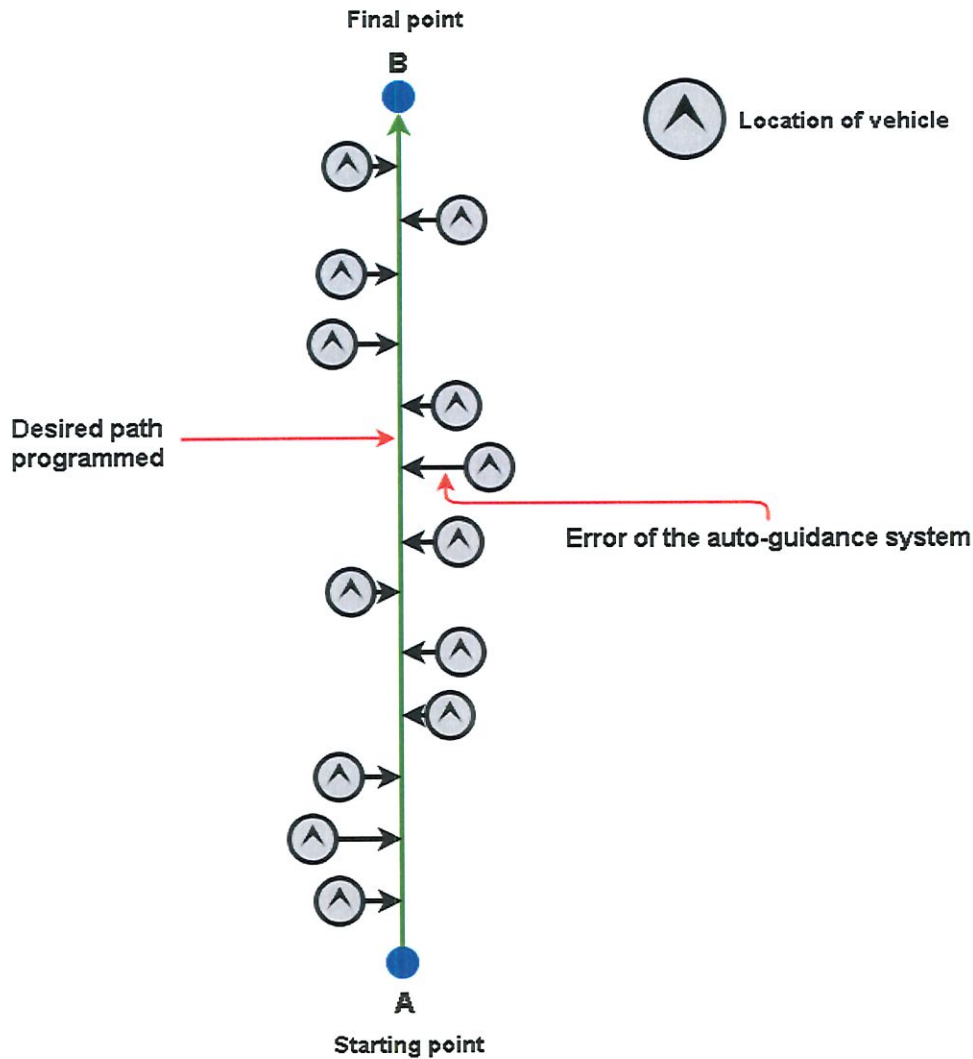 Final point
B
Location of vehicle
Desired path
programmed
Error of the auto-guidance system
A
Starting point